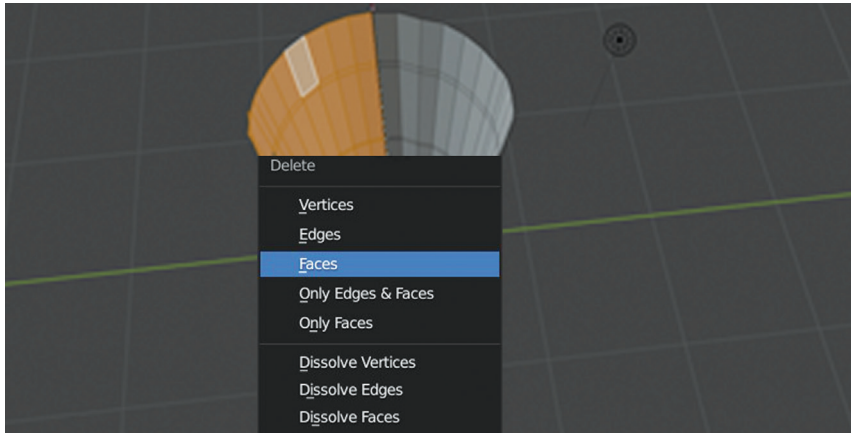 Delete
Vertices
Edges
Faces
Only Edges & Faces
Only Faces
Dissolve Vertices
Dissolve Edges
Dissolve Faces